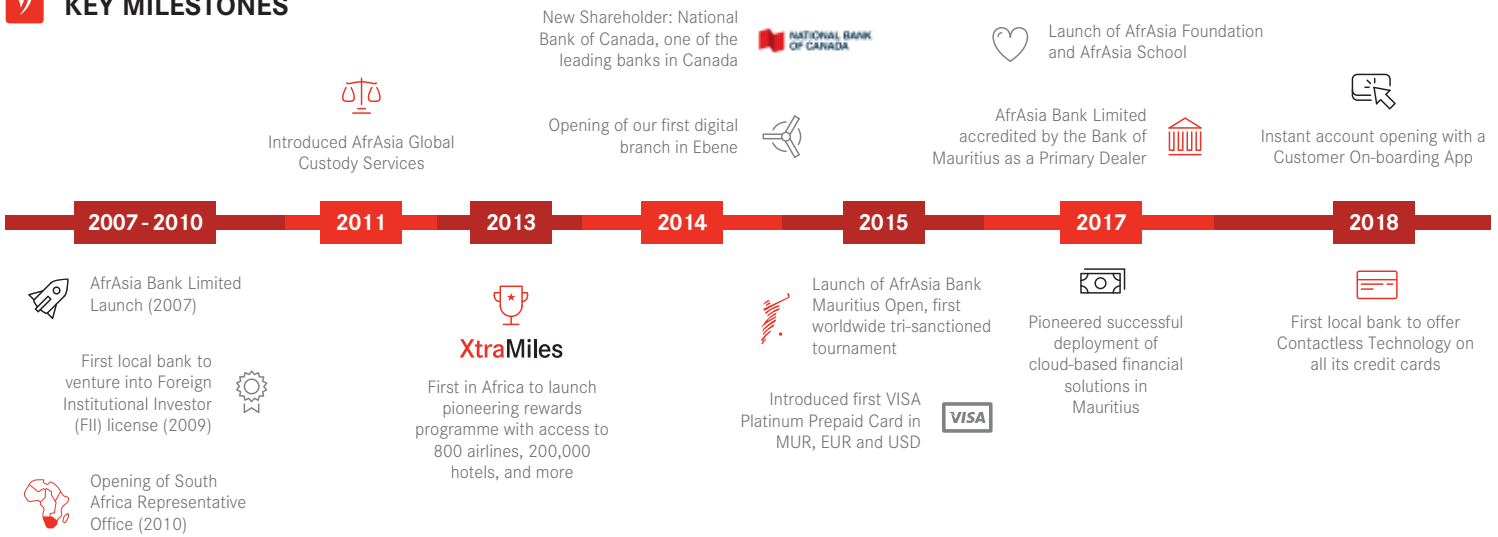 KEY MILESTONES
New Shareholder: National
Bank of Canada, one of the
leading banks in Canada
NATIONAL BANK
OF CANADA
Launch of AfrAsia Foundation
and AfrAsia School
Introduced AfrAsia Global
Custody Services
Opening of our first digital
branch in Ebene
AfrAsia Bank Limited
accredited by the Bank of
Mauritius as a Primary Dealer
Instant account opening with a
Customer On-boarding App
2007 - 2010
2011
2013
2014
2015
2017
2018
AfrAsia Bank Limited
Launch (2007)
First local bank to
venture into Foreign
Institutional Investor
(FII) license (2009)
Opening of South
Africa Representative
Office (2010)
XtraMiles
First in Africa to launch
pioneering rewards
programme with access to
800 airlines, 200,000
hotels, and more
Launch of AfrAsia Bank
Mauritius Open, first
worldwide tri-sanctioned
tournament
Introduced first VISA
Platinum Prepaid Card in
MUR, EUR and USD
VISA
Pioneered successful
deployment of
cloud-based financial
solutions in
Mauritius
First local bank to offer
Contactless Technology on
all its credit cards